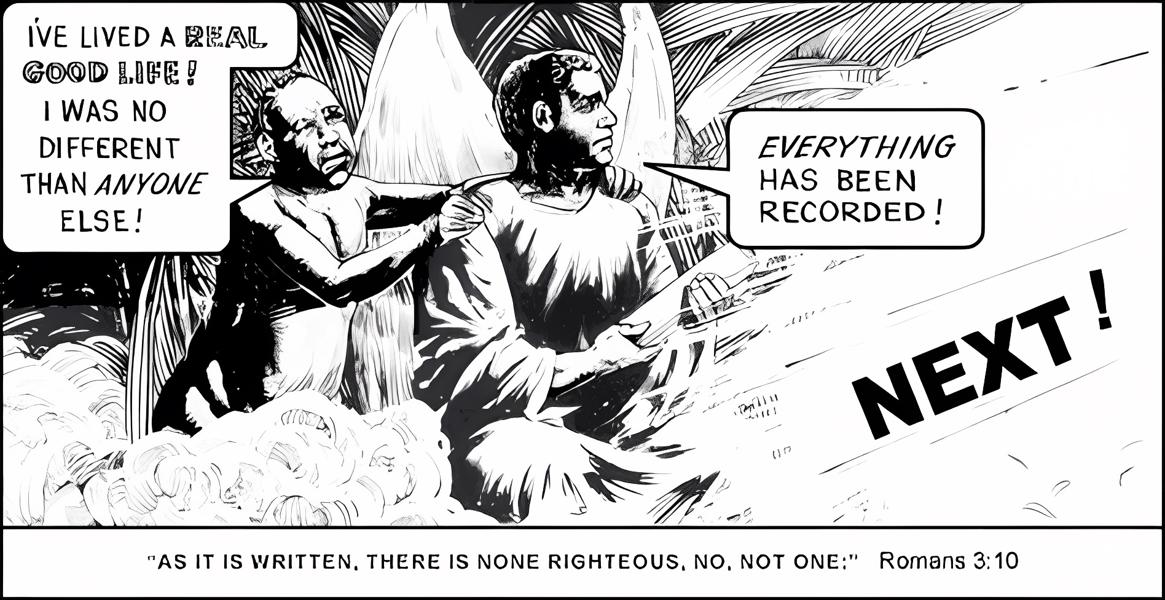 I'VE LIVED A REAL
GOOD LIFE!
I WAS NO
DIFFERENT
THAN ANYONE
ELSE!
EVERYTHING
HAS BEEN
RECORDED!
NEXT!
"AS IT IS WRITTEN, THERE IS NONE RIGHTEOUS, NO, NOT ONE:" Romans 3:10